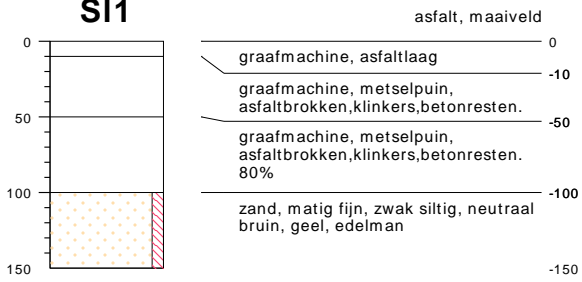 SI1
asfalt, maaiveld
0
0
graafmachine, asfaltlaag
-10
graafmachine, metselpuin,
asfaltbrokken,klinkers,betonresten.
50
-50
graafmachine, metselpuin,
asfaltbrokken,klinkers,betonresten.
80%
100
-100
zand, matig fijn, zwak siltig, neutraal
bruin, geel, edelman
150
-150